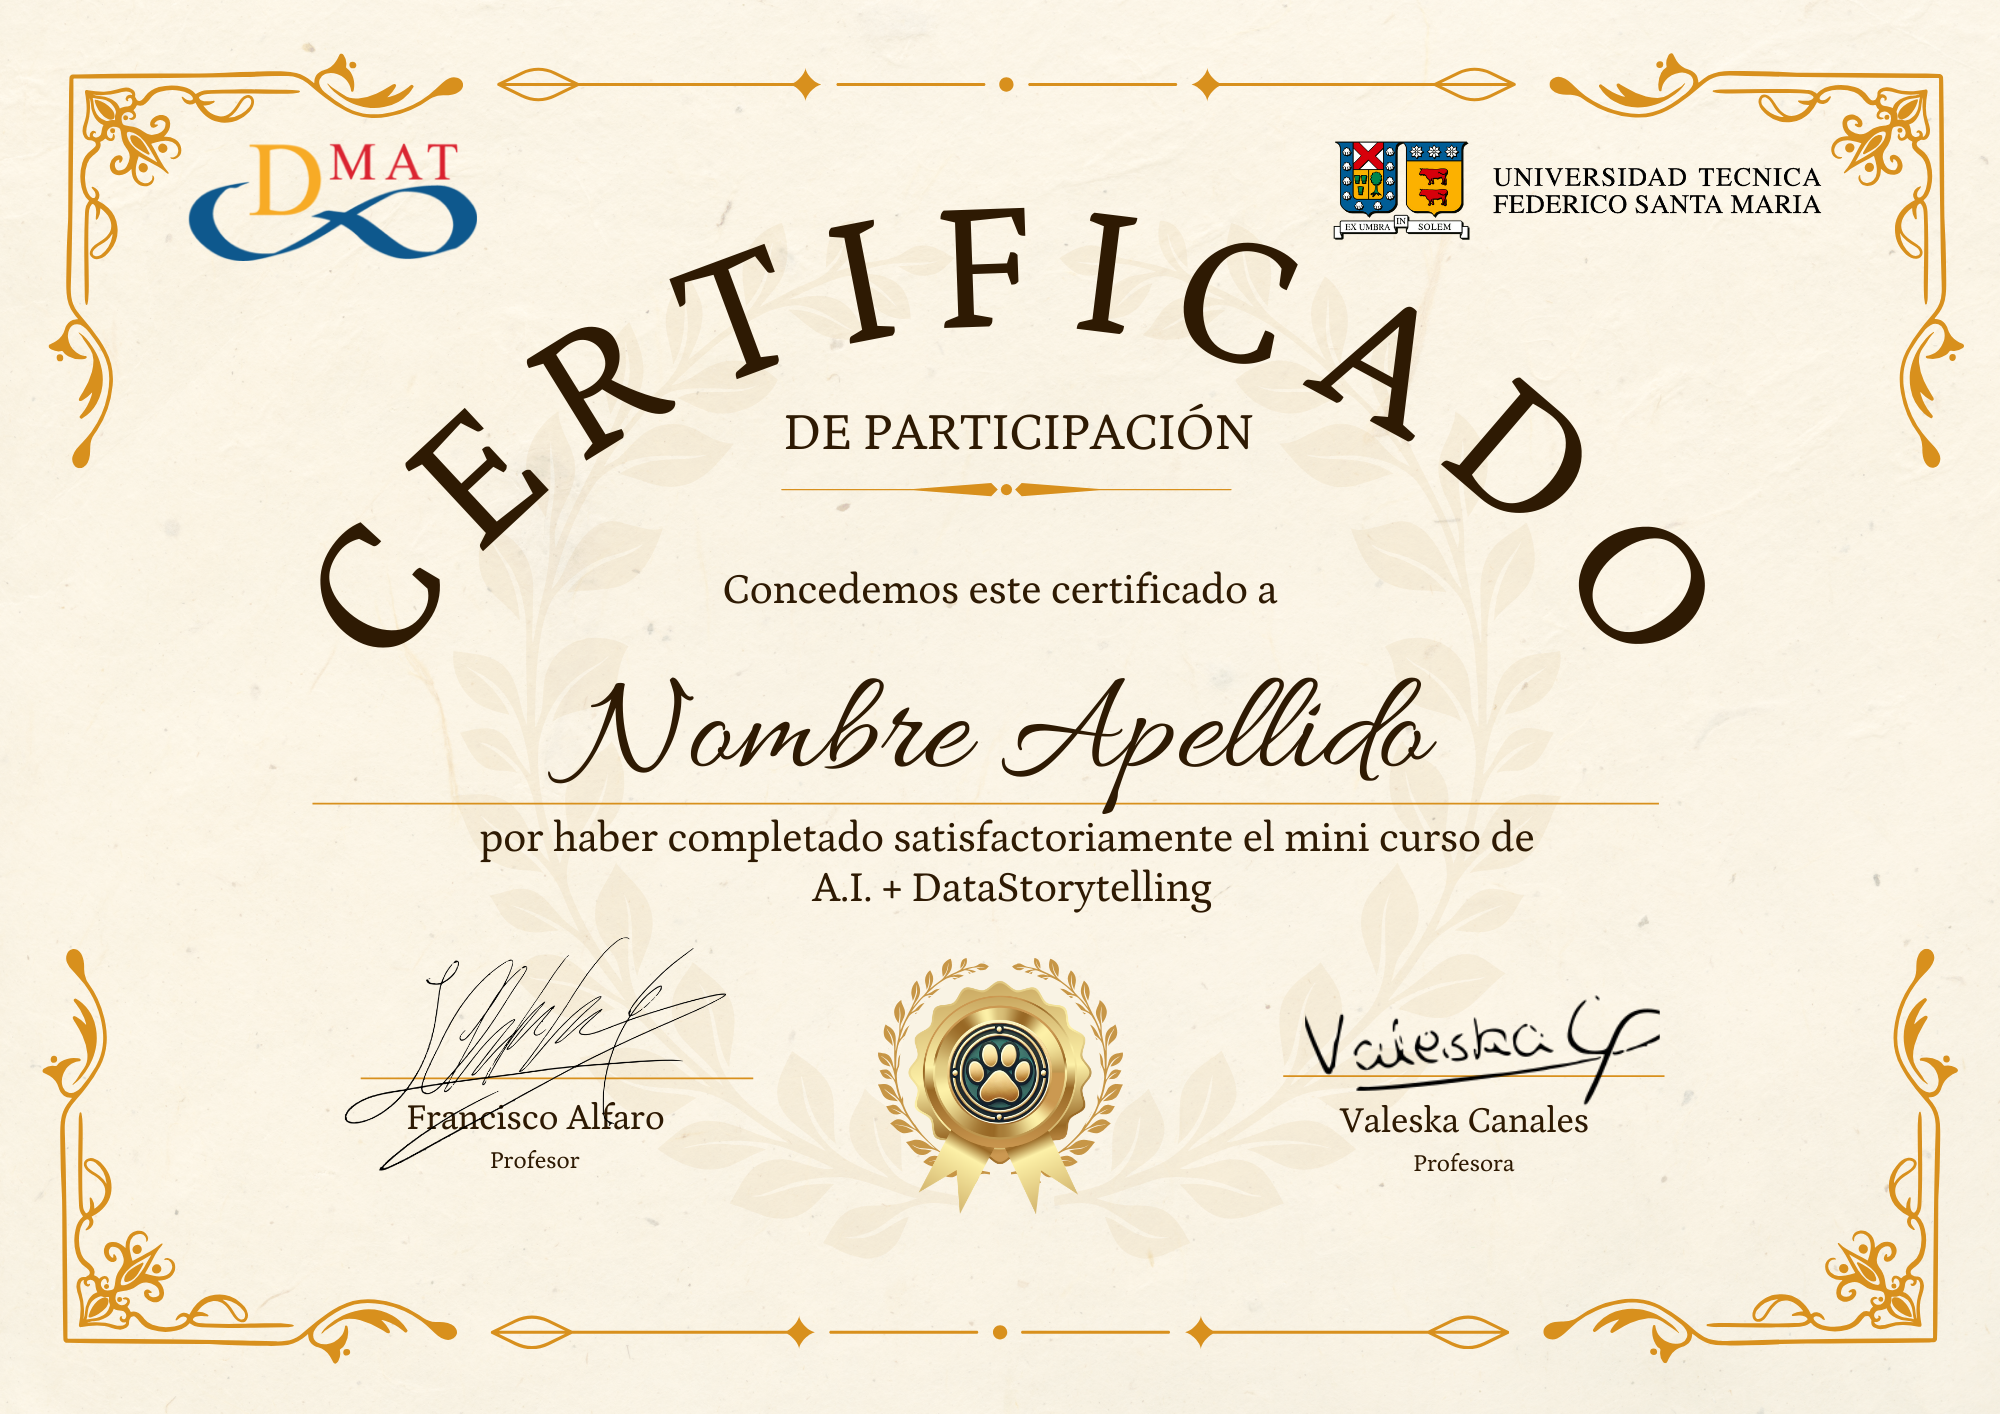 DMAT
UNIVERSIDAD TECNICA
FEDERICO SANTA MARIA
EX UMBRA IN SOLEM
CERTIFICADO
DE PARTICIPACIÓN
Concedemos este certificado a
Nombre Apellido
por haber completado satisfactoriamente el mini curso de
A.I. + DataStorytelling
Valeska C
Francisco Alfaro
Valeska Canales
Profesor
Profesora